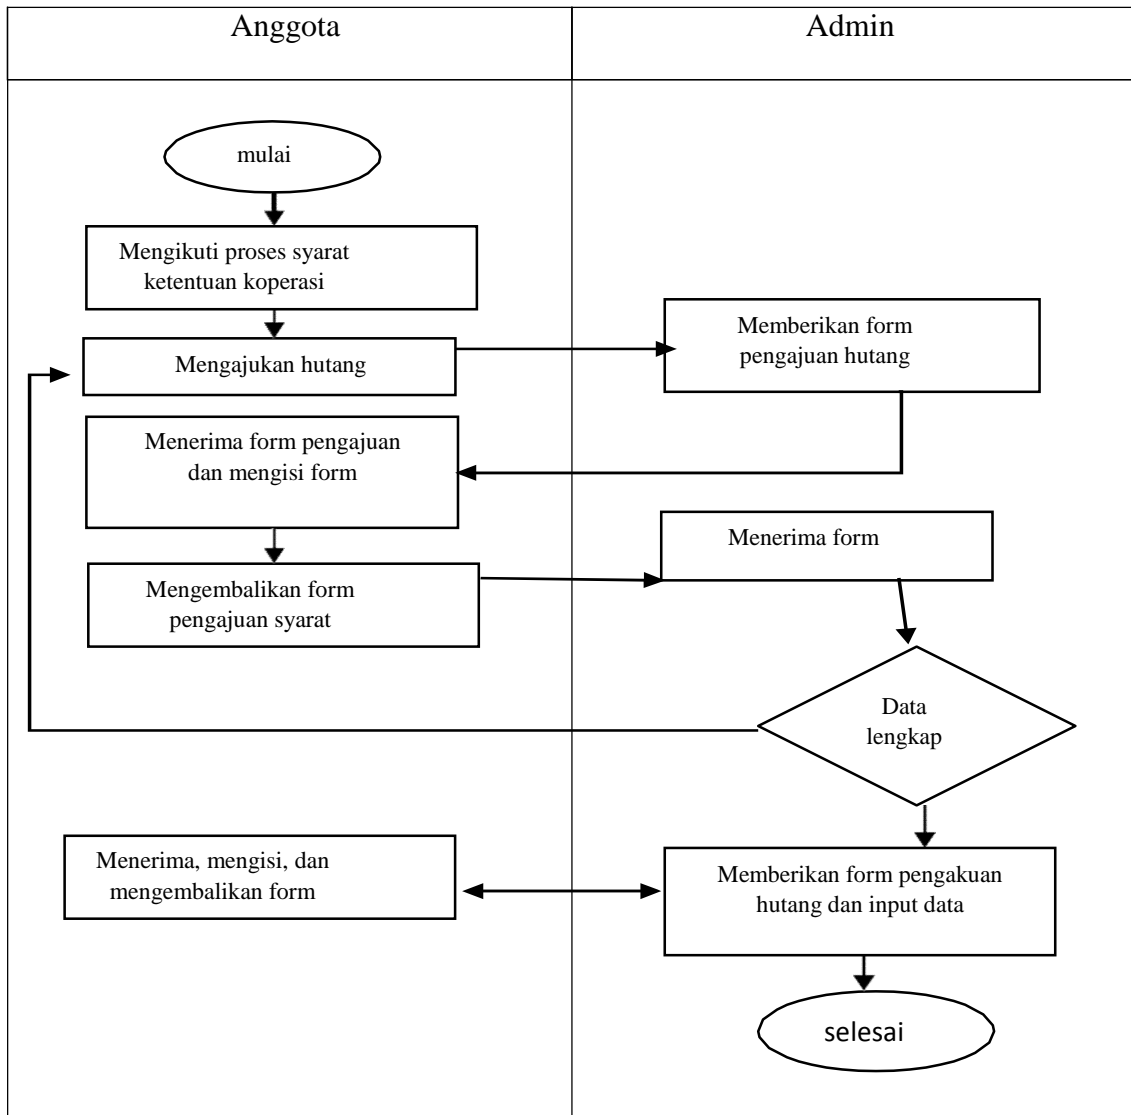 Anggota
Admin
mulai
Mengikuti proses syarat
ketentuan koperasi
Memberikan form
pengajuan hutang
Mengajukan hutang
Menerima form pengajuan
dan mengisi form
Menerima form
Mengembalikan form
pengajuan syarat
Data
lengkap
Menerima, mengisi, dan
mengembalikan form
Memberikan form pengakuan
hutang dan input data
selesai